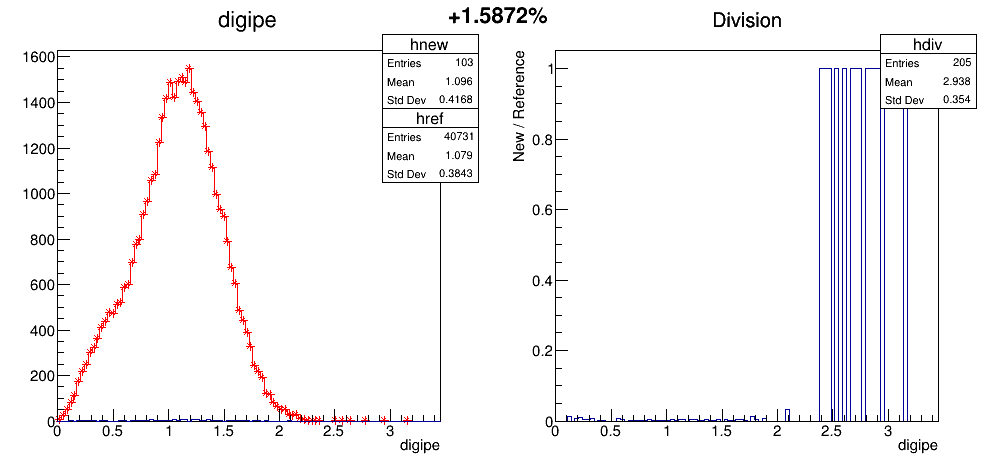 digipe
+1.5872%
Division
hnew
Entries 103
Mean 1.096
Std Dev 0.4168
href
Entries 40731
Mean 1.079
Std Dev 0.3843
1600
1400
1200
1000
800
600
400
200
0
0 0.5 1 1.5 2 2.5 3
digipe
New / Reference
hdiv
Entries 205
Mean 2.938
Std Dev 0.354
1
0.8
0.6
0.4
0.2
0
0 0.5 1 1.5 2 2.5 3
digipe